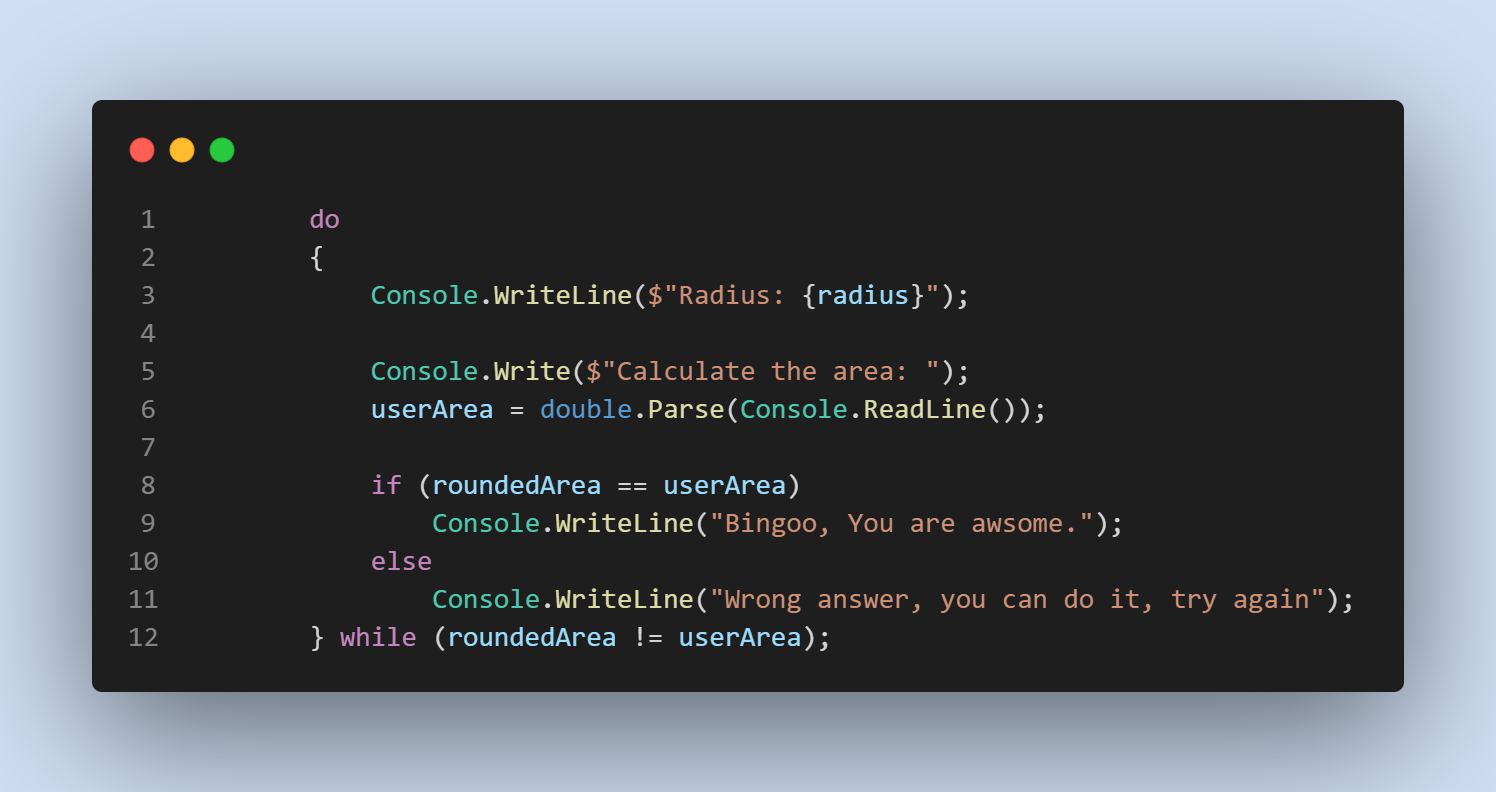 1 do
2 {
3 Console.WriteLine($"Radius: {radius}");
4
5 Console.Write($"Calculate the area: ");
6 userArea = double.Parse(Console.ReadLine());
7
8 if (roundedArea == userArea)
9 Console.WriteLine("Bingoo, You are awsome.");
10 else
11 Console.WriteLine("Wrong answer, you can do it, try again");
12 } while (roundedArea != userArea);